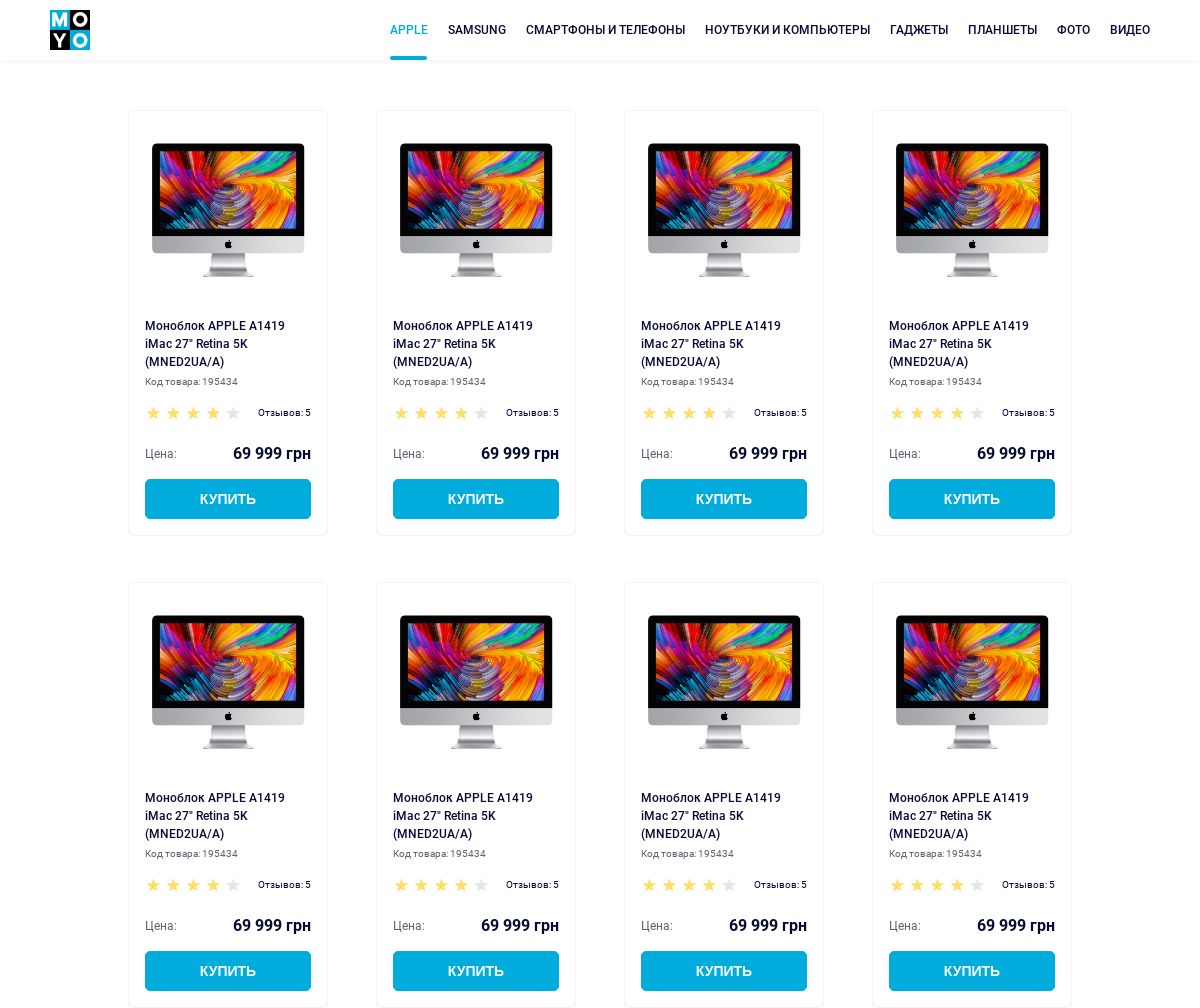 MO
YO
APPLE SAMSUNG СМАРТФОНЫ И ТЕЛЕФОНЫ НОУТБУКИ И КОМПЬЮТЕРЫ ГАДЖЕТЫ ПЛАНШЕТЫ ФОТО ВИДЕО
Моноблок APPLE A1419
iMac 27" Retina 5K
(MNED2UA/A)
Код товара: 195434
Отзывов: 5
Цена: 69 999 грн
КУПИТЬ
Моноблок APPLE A1419
iMac 27" Retina 5K
(MNED2UA/A)
Код товара: 195434
Отзывов: 5
Цена: 69 999 грн
КУПИТЬ
Моноблок APPLE A1419
iMac 27" Retina 5K
(MNED2UA/A)
Код товара: 195434
Отзывов: 5
Цена: 69 999 грн
КУПИТЬ
Моноблок APPLE A1419
iMac 27" Retina 5K
(MNED2UA/A)
Код товара: 195434
Отзывов: 5
Цена: 69 999 грн
КУПИТЬ
Моноблок APPLE A1419
iMac 27" Retina 5K
(MNED2UA/A)
Код товара: 195434
Отзывов: 5
Цена: 69 999 грн
КУПИТЬ
Моноблок APPLE A1419
iMac 27" Retina 5K
(MNED2UA/A)
Код товара: 195434
Отзывов: 5
Цена: 69 999 грн
КУПИТЬ
Моноблок APPLE A1419
iMac 27" Retina 5K
(MNED2UA/A)
Код товара: 195434
Отзывов: 5
Цена: 69 999 грн
КУПИТЬ
Моноблок APPLE A1419
iMac 27" Retina 5K
(MNED2UA/A)
Код товара: 195434
Отзывов: 5
Цена: 69 999 грн
КУПИТЬ